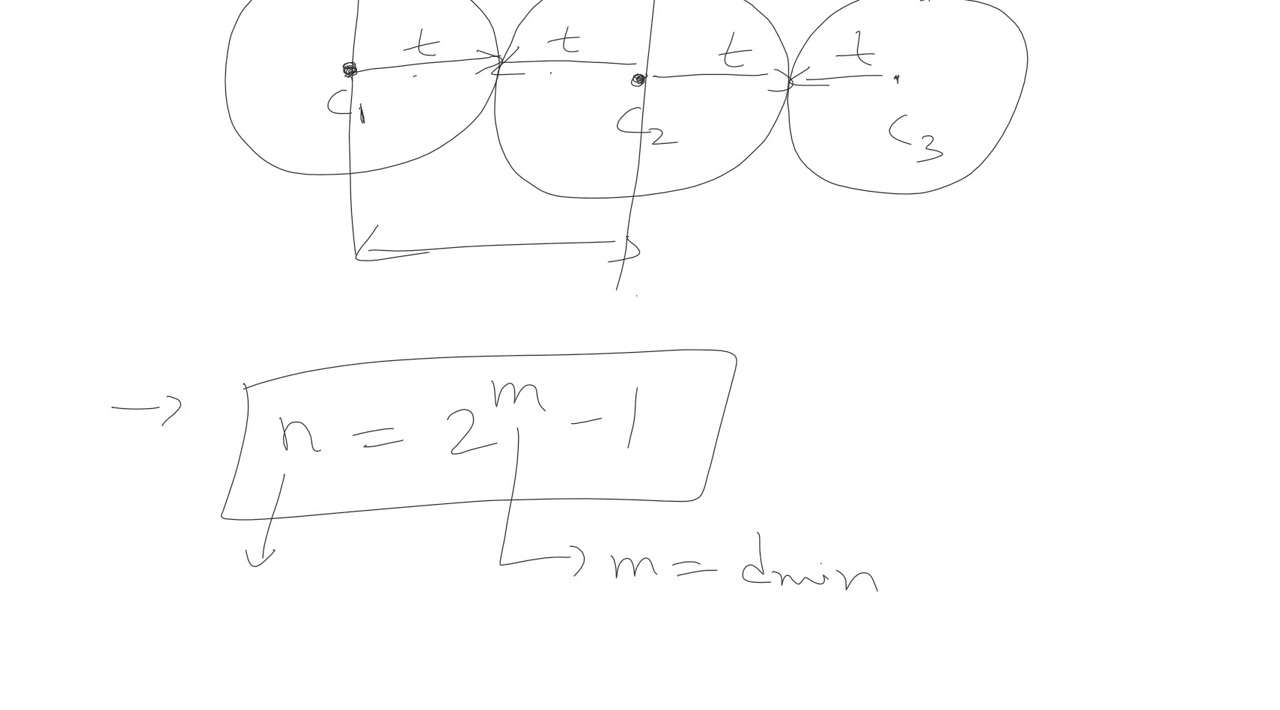 t t t t
C1 C2 C3
→ n = 2^m - 1
m = dmin